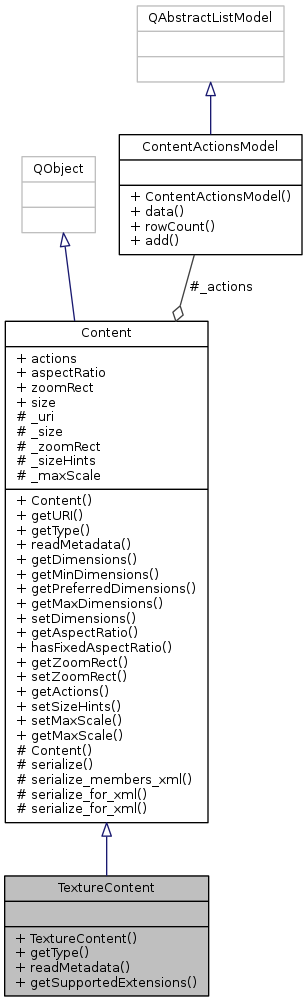 QAbstractListModel
ContentActionsModel
+ ContentActionsModel()
+ data()
+ rowCount()
+ add()
QObject
#_actions
Content
+ actions
+ aspectRatio
+ zoomRect
+ size
# _uri
# _size
# _zoomRect
# _sizeHints
# _maxScale
+ Content()
+ getURI()
+ getType()
+ readMetadata()
+ getDimensions()
+ getMinDimensions()
+ getPreferredDimensions()
+ getMaxDimensions()
+ setDimensions()
+ getAspectRatio()
+ hasFixedAspectRatio()
+ getZoomRect()
+ setZoomRect()
+ getActions()
+ setSizeHints()
+ setMaxScale()
+ getMaxScale()
# Content()
# serialize()
# serialize_members_xml()
# serialize_for_xml()
# serialize_for_xml()
TextureContent
+ TextureContent()
+ getType()
+ readMetadata()
+ getSupportedExtensions()